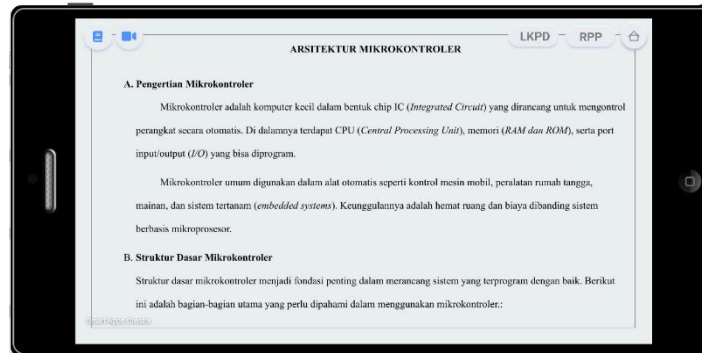 LKPD
RPP
ARSITEKTUR MIKROKONTROLER
A. Pengertian Mikrokontroler
Mikrokontroler adalah komputer kecil dalam bentuk chip IC (Integrated Circuit) yang dirancang untuk mengontrol
perangkat secara otomatis. Di dalamnya terdapat CPU (Central Processing Unit), memori (RAM dan ROM), serta port
input/output (I/O) yang bisa diprogram.
Mikrokontroler umum digunakan dalam alat otomatis seperti kontrol mesin mobil, peralatan rumah tangga,
mainan, dan sistem tertanam (embedded systems). Keunggulannya adalah hemat ruang dan biaya dibanding sistem
berbasis mikroprosesor.
B. Struktur Dasar Mikrokontroler
Struktur dasar mikrokontroler menjadi fondasi penting dalam merancang sistem yang terprogram dengan baik. Berikut
ini adalah bagian-bagian utama yang perlu dipahami dalam menggunakan mikrokontroler.:
Smart Apps Creator